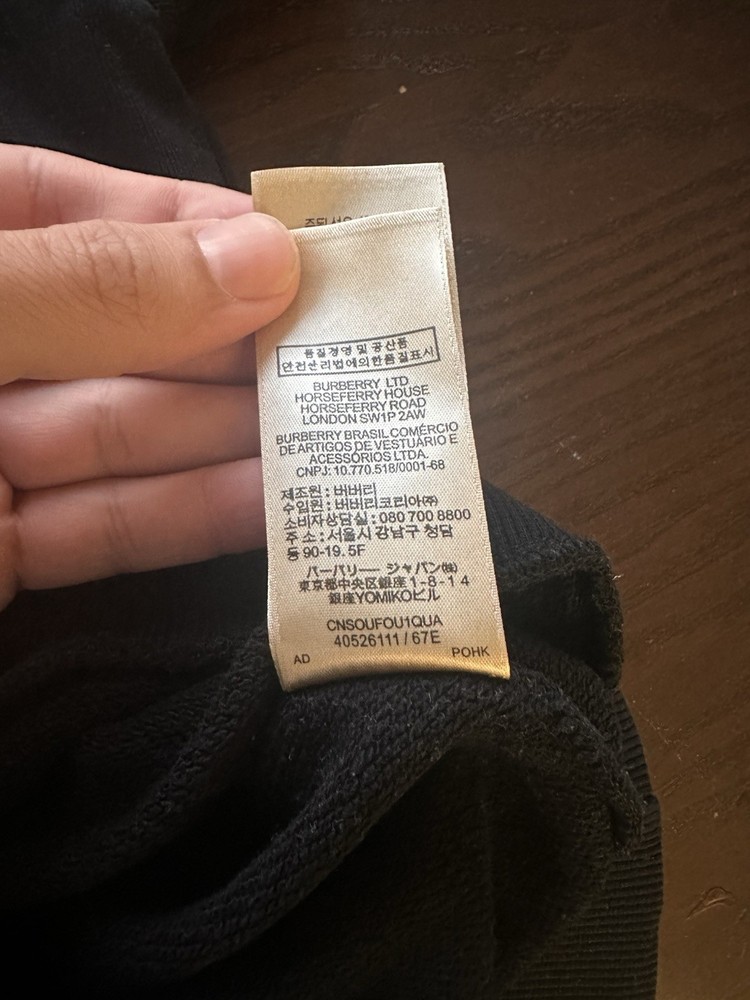 품질경영 및 공산품
안전관리법에의한품질표시
BURBERRY LTD
HORSEFERRY HOUSE
HORSEFERRY ROAD
LONDON SW1P 2AW
BURBERRY BRASIL COMÉRCIO
DE ARTIGOS DE VESTUÁRIO E
ACESSÓRIOS LTDA.
CNPJ: 10.770.518/0001-68
제조원 : 버버리
수입원 : 버버리코리아(주)
소비자상담실 : 080 700 8800
주 소 : 서울시 강남구 청담
동 90-19. 5F
バーバリー ジャパン㈱
東京都中央区銀座 1-8-1 4
銀座YOMIKOビル
CNSOUFOU1QUA
40526111 / 67E
AD POHK